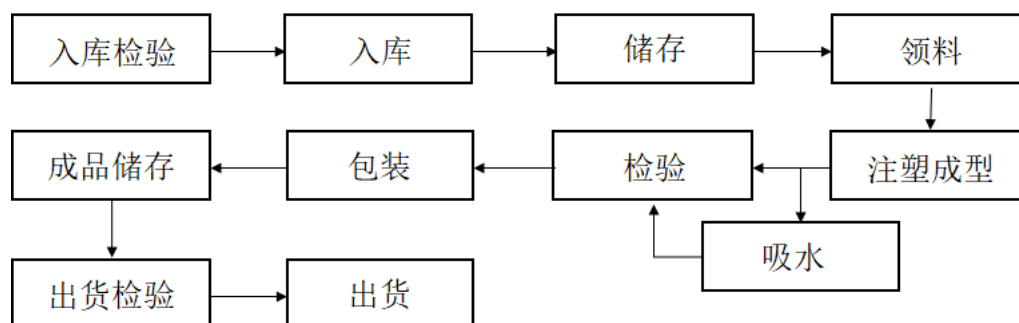 入库检验
入库
储存
领料
成品储存
包装
检验
注塑成型
吸水
出货检验
出货